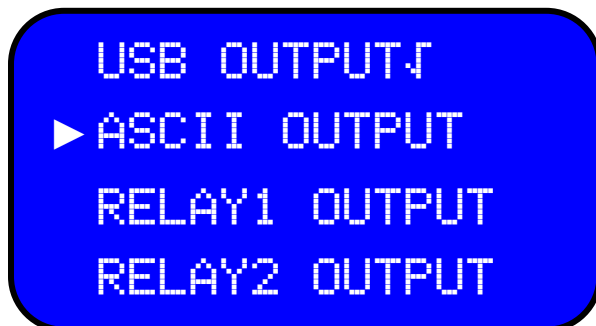 USB OUTPUT√
►ASCII OUTPUT
RELAY1 OUTPUT
RELAY2 OUTPUT